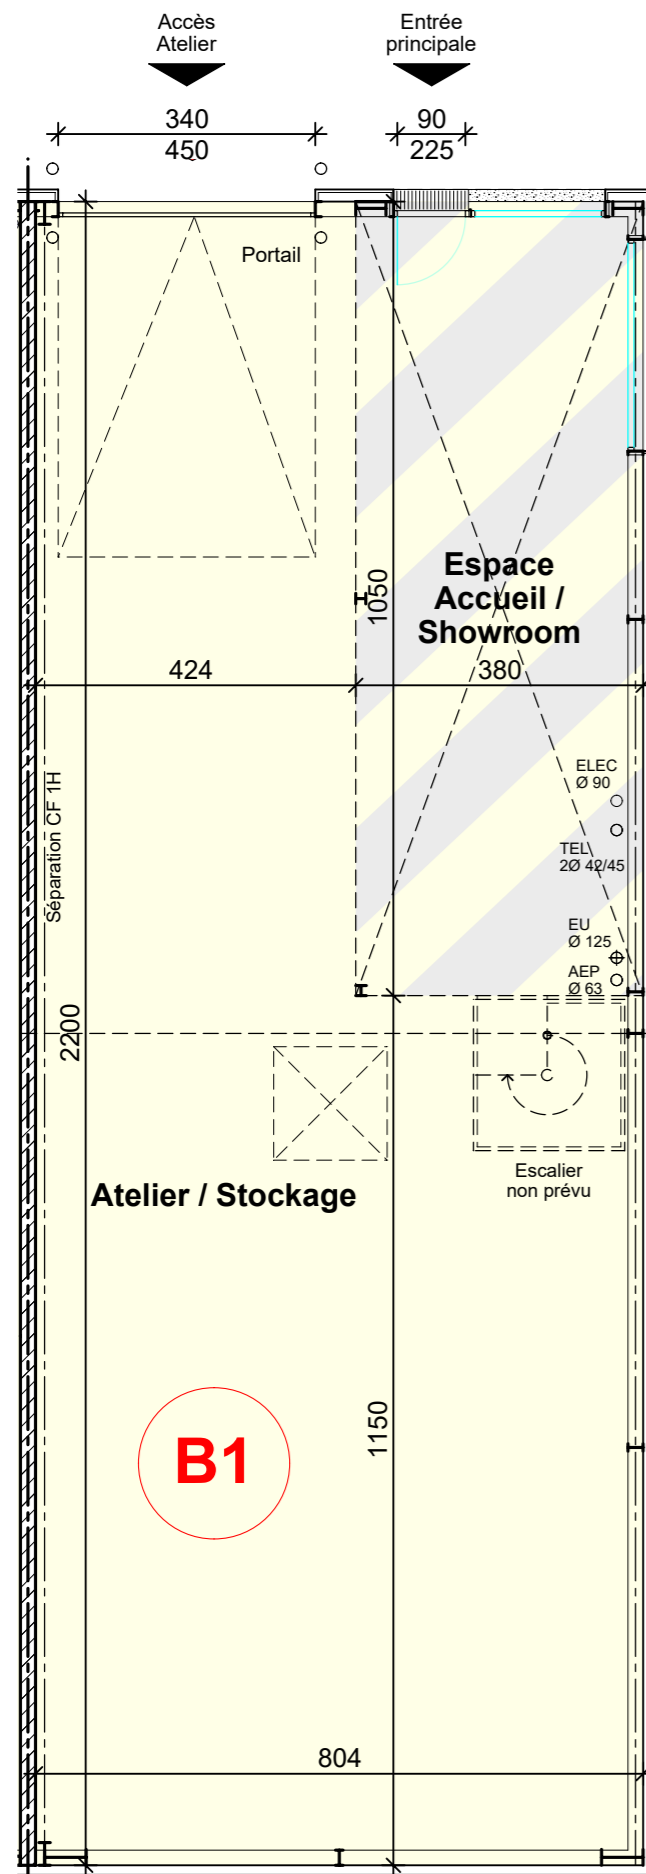 Accès
Atelier
Entrée
principale
340
450
90
225
Portail
Espace
Accueil /
Showroom
1050
424
380
ELEC
Ø 90
Séparation CF 1H
TEL
2Ø 42/45
EU
Ø 125
AEP
Ø 63
2200
Escalier
non prévu
Atelier / Stockage
1150
B1
804